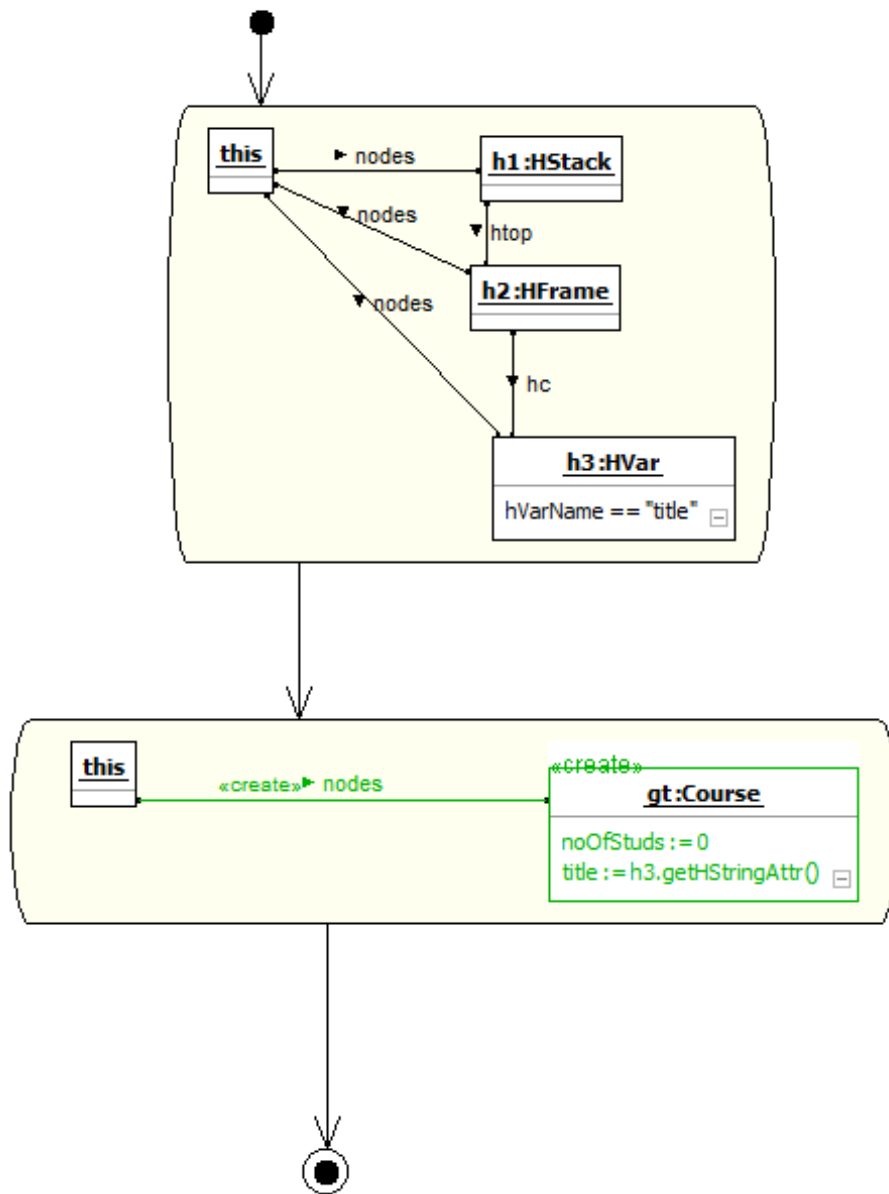 this
nodes
h1:HStack
nodes
htop
h2:HFrame
nodes
hc
h3:HVar
hVarName == "title"
this
«create» nodes
«create»
gt:Course
noOfStuds := 0
title := h3.getHStringAttr()